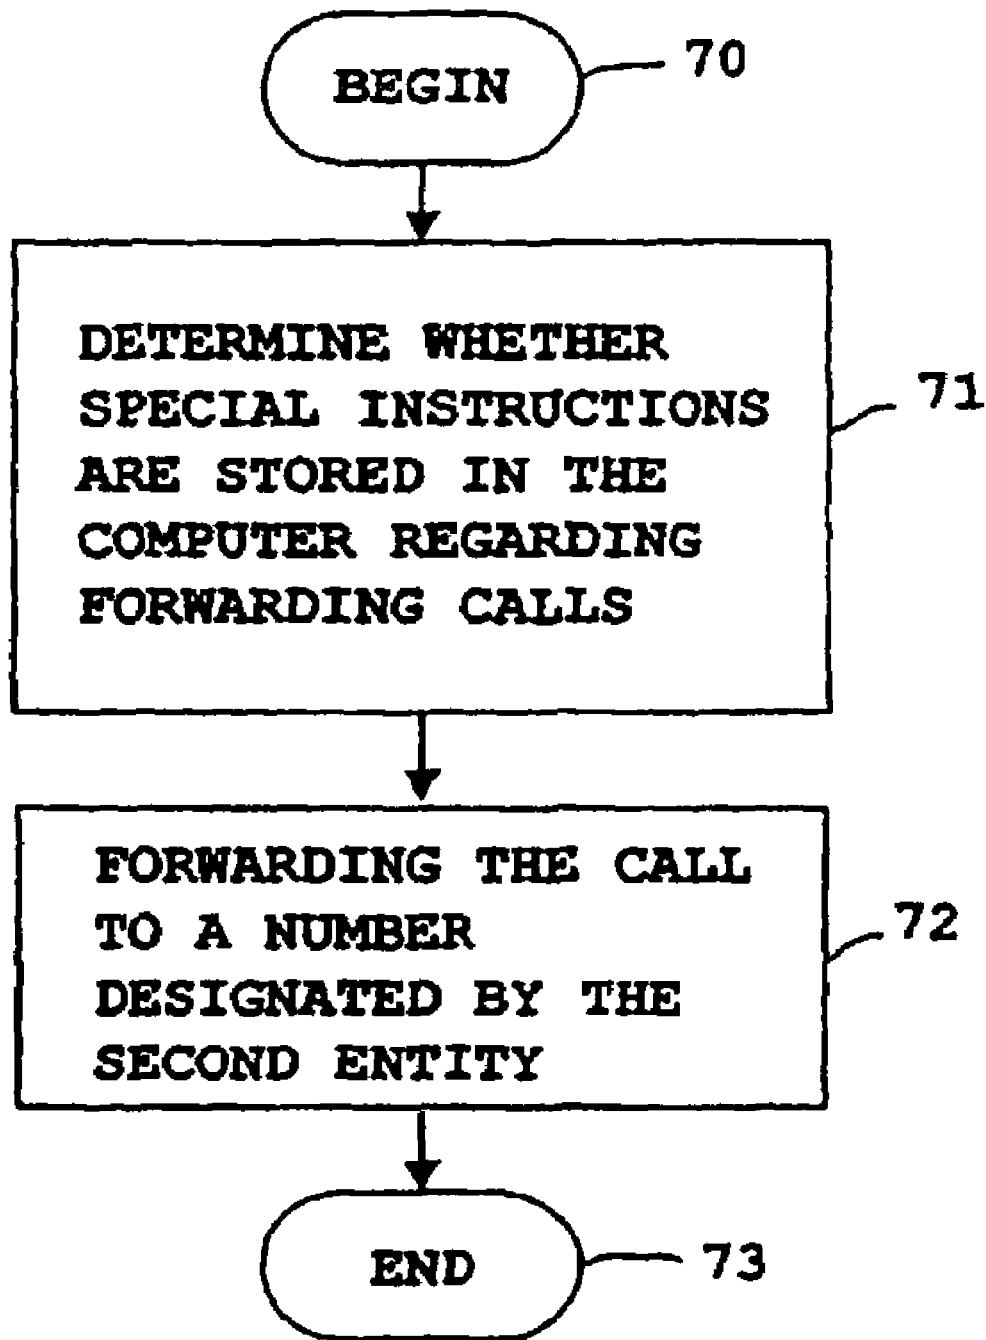 BEGIN
70
DETERMINE WHETHER
SPECIAL INSTRUCTIONS
ARE STORED IN THE
COMPUTER REGARDING
FORWARDING CALLS
71
FORWARDING THE CALL
TO A NUMBER
DESIGNATED BY THE
SECOND ENTITY
72
END
73